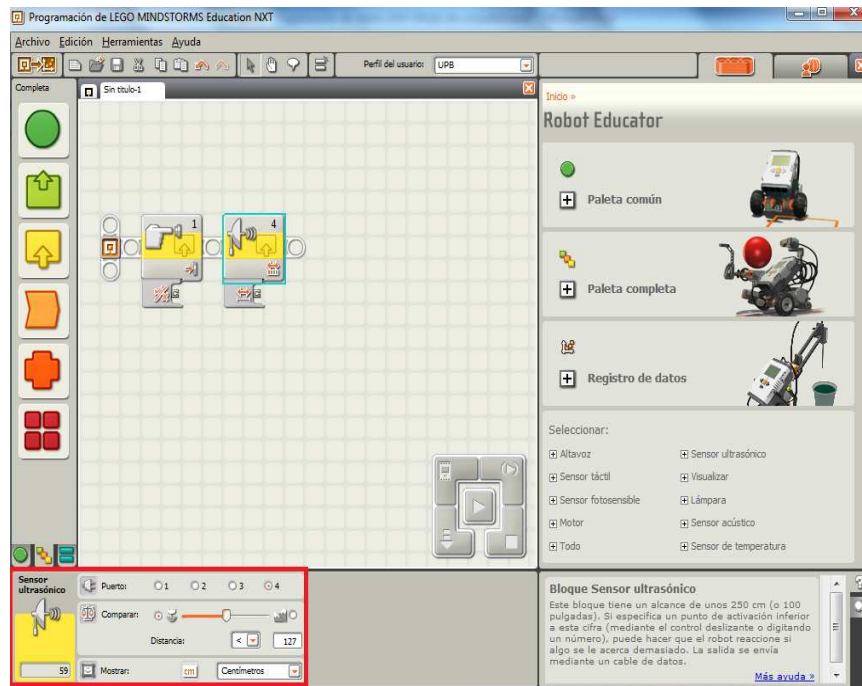 Programación de LEGO MINDSTORMS Education NXT
Archivo Edición Herramientas Ayuda
Perfil del usuario: UPB
Completa
Sin título-1
1
4
Inicio »
Robot Educator
Paleta común
Paleta completa
Registro de datos
Seleccionar:
Altavoz
Sensor ultrasónico
Sensor táctil
Visualizar
Sensor fotosensible
Lámpara
Motor
Sensor acústico
Todo
Sensor de temperatura
Sensor ultrasónico
Puerto: 1 2 3 4
Comparar:
Distancia: < 127
59
Mostrar: cm Centímetros
Bloque Sensor ultrasónico
Este bloque tiene un alcance de unos 250 cm (o 100
pulgadas). Si especifica un punto de activación inferior
a esta cifra (mediante el control deslizante o digitando
un número), puede hacer que el robot reaccione si
algo se le acerca demasiado. La salida se envía
mediante un cable de datos.
Más ayuda »